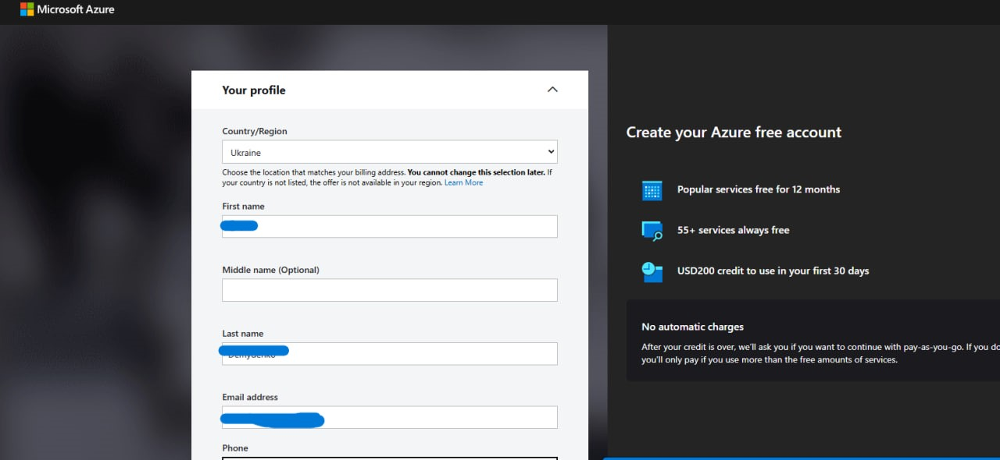 Microsoft Azure
Your profile
Country/Region
Ukraine
Choose the location that matches your billing address. You cannot change this selection later. If
your country is not listed, the offer is not available in your region. Learn More
First name
Middle name (Optional)
Last name
Email address
Phone
Create your Azure free account
Popular services free for 12 months
55+ services always free
USD200 credit to use in your first 30 days
No automatic charges
After your credit is over, we'll ask you if you want to continue with pay-as-you-go. If you do
you'll only pay if you use more than the free amounts of services.